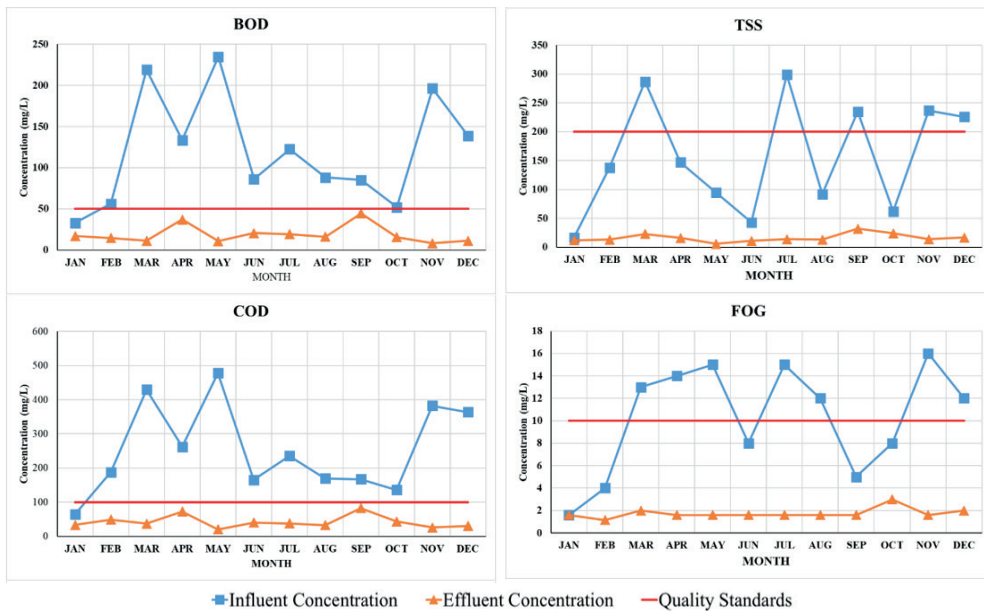 BOD
Concentration (mg/L)
250
200
150
100
50
0
JAN FEB MAR APR MAY JUN JUL AUG SEP OCT NOV DEC
MONTH
TSS
Concentration (mg/L)
350
300
250
200
150
100
50
0
JAN FEB MAR APR MAY JUN JUL AUG SEP OCT NOV DEC
MONTH
COD
Concentration (mg/L)
600
500
400
300
200
100
0
JAN FEB MAR APR MAY JUN JUL AUG SEP OCT NOV DEC
MONTH
FOG
Concentration (mg/L)
18
16
14
12
10
8
6
4
2
0
JAN FEB MAR APR MAY JUN JUL AUG SEP OCT NOV DEC
MONTH
Influent Concentration Effluent Concentration Quality Standards